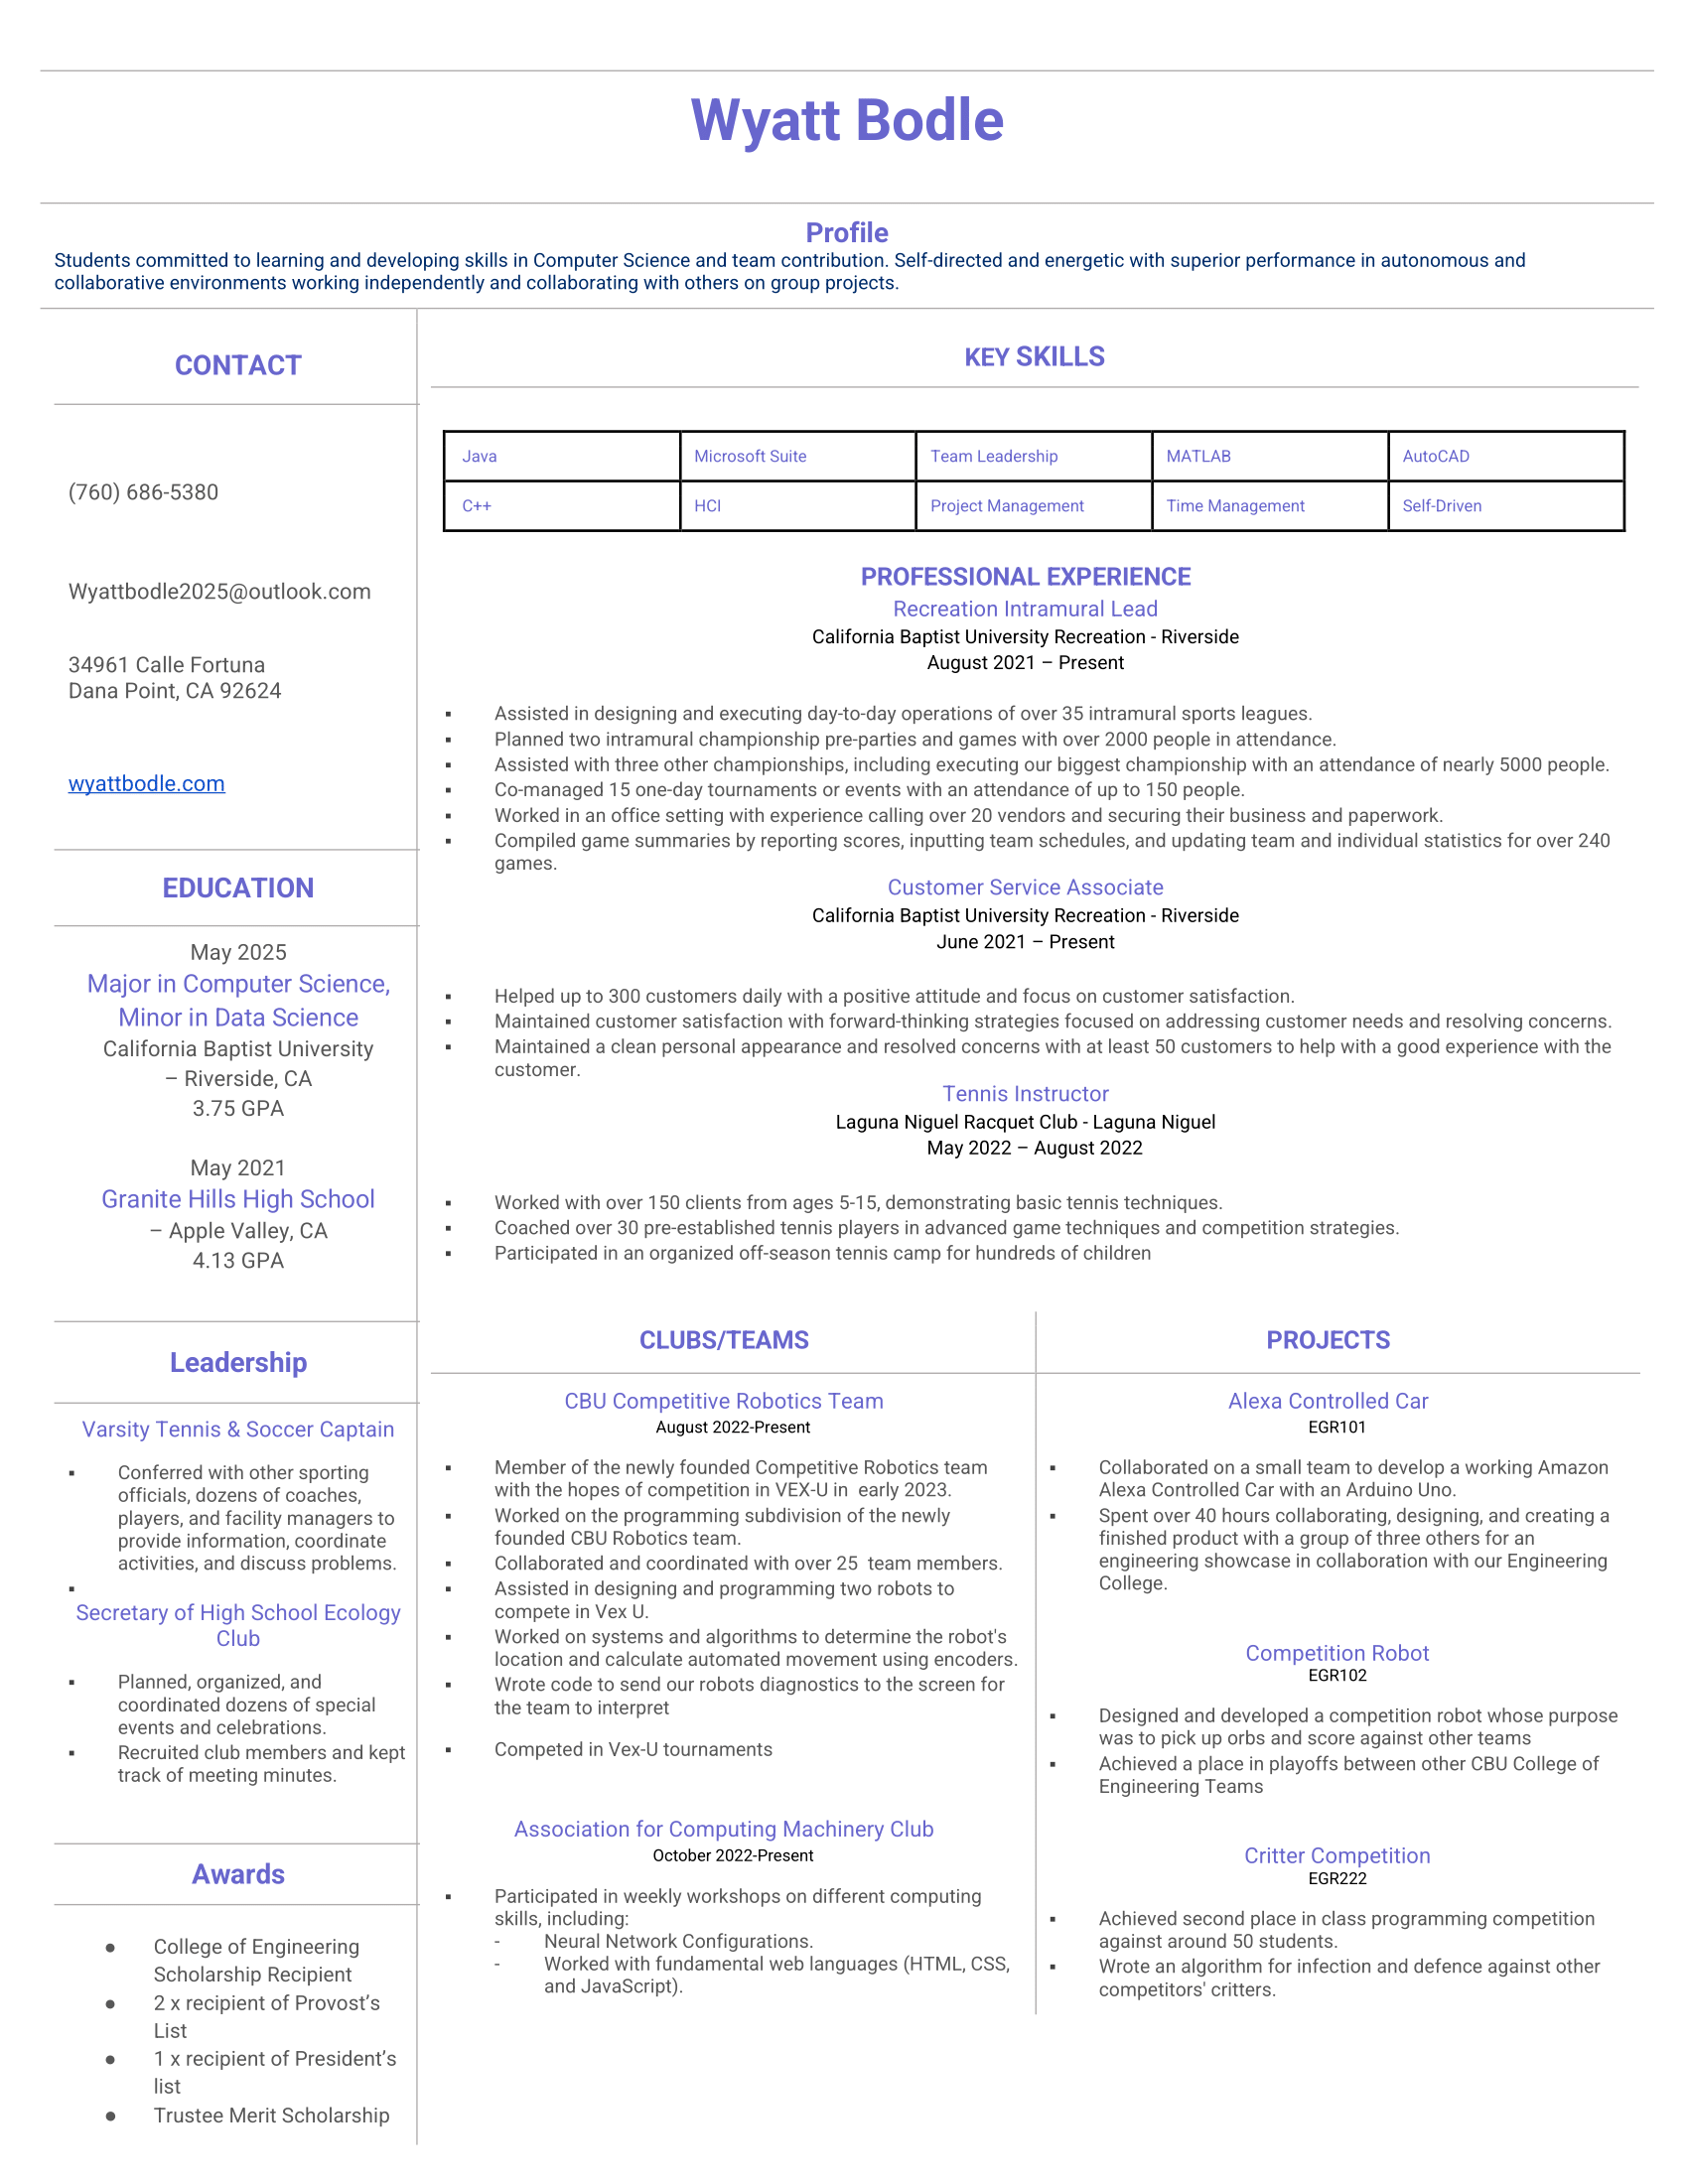 Wyatt Bodle
Profile
Students committed to learning and developing skills in Computer Science and team contribution. Self-directed and energetic with superior performance in autonomous and
collaborative environments working independently and collaborating with others on group projects.
CONTACT
(760) 686-5380
Wyattbodle2025@outlook.com
34961 Calle Fortuna
Dana Point, CA 92624
wyattbodle.com
EDUCATION
May 2025
Major in Computer Science,
Minor in Data Science
California Baptist University
– Riverside, CA
3.75 GPA
May 2021
Granite Hills High School
– Apple Valley, CA
4.13 GPA
Leadership
Varsity Tennis & Soccer Captain
▪ Conferred with other sporting
officials, dozens of coaches,
players, and facility managers to
provide information, coordinate
activities, and discuss problems.
▪
Secretary of High School Ecology
Club
▪ Planned, organized, and
coordinated dozens of special
events and celebrations.
▪ Recruited club members and kept
track of meeting minutes.
Awards
● College of Engineering
Scholarship Recipient
● 2 x recipient of Provost’s
List
● 1 x recipient of President’s
list
● Trustee Merit Scholarship
KEY SKILLS
Java Microsoft Suite Team Leadership MATLAB AutoCAD
C++ HCI Project Management Time Management Self-Driven
PROFESSIONAL EXPERIENCE
Recreation Intramural Lead
California Baptist University Recreation - Riverside
August 2021 – Present
▪ Assisted in designing and executing day-to-day operations of over 35 intramural sports leagues.
▪ Planned two intramural championship pre-parties and games with over 2000 people in attendance.
▪ Assisted with three other championships, including executing our biggest championship with an attendance of nearly 5000 people.
▪ Co-managed 15 one-day tournaments or events with an attendance of up to 150 people.
▪ Worked in an office setting with experience calling over 20 vendors and securing their business and paperwork.
▪ Compiled game summaries by reporting scores, inputting team schedules, and updating team and individual statistics for over 240
games.
Customer Service Associate
California Baptist University Recreation - Riverside
June 2021 – Present
▪ Helped up to 300 customers daily with a positive attitude and focus on customer satisfaction.
▪ Maintained customer satisfaction with forward-thinking strategies focused on addressing customer needs and resolving concerns.
▪ Maintained a clean personal appearance and resolved concerns with at least 50 customers to help with a good experience with the
customer.
Tennis Instructor
Laguna Niguel Racquet Club - Laguna Niguel
May 2022 – August 2022
▪ Worked with over 150 clients from ages 5-15, demonstrating basic tennis techniques.
▪ Coached over 30 pre-established tennis players in advanced game techniques and competition strategies.
▪ Participated in an organized off-season tennis camp for hundreds of children
CLUBS/TEAMS
CBU Competitive Robotics Team
August 2022-Present
▪ Member of the newly founded Competitive Robotics team
with the hopes of competition in VEX-U in  early 2023.
▪ Worked on the programming subdivision of the newly
founded CBU Robotics team.
▪ Collaborated and coordinated with over 25  team members.
▪ Assisted in designing and programming two robots to
compete in Vex U.
▪ Worked on systems and algorithms to determine the robot's
location and calculate automated movement using encoders.
▪ Wrote code to send our robots diagnostics to the screen for
the team to interpret
▪ Competed in Vex-U tournaments
Association for Computing Machinery Club
October 2022-Present
▪ Participated in weekly workshops on different computing
skills, including:
- Neural Network Configurations.
- Worked with fundamental web languages (HTML, CSS,
and JavaScript).
PROJECTS
Alexa Controlled Car
EGR101
▪ Collaborated on a small team to develop a working Amazon
Alexa Controlled Car with an Arduino Uno.
▪ Spent over 40 hours collaborating, designing, and creating a
finished product with a group of three others for an
engineering showcase in collaboration with our Engineering
College.
Competition Robot
EGR102
▪ Designed and developed a competition robot whose purpose
was to pick up orbs and score against other teams
▪ Achieved a place in playoffs between other CBU College of
Engineering Teams
Critter Competition
EGR222
▪ Achieved second place in class programming competition
against around 50 students.
▪ Wrote an algorithm for infection and defence against other
competitors' critters.